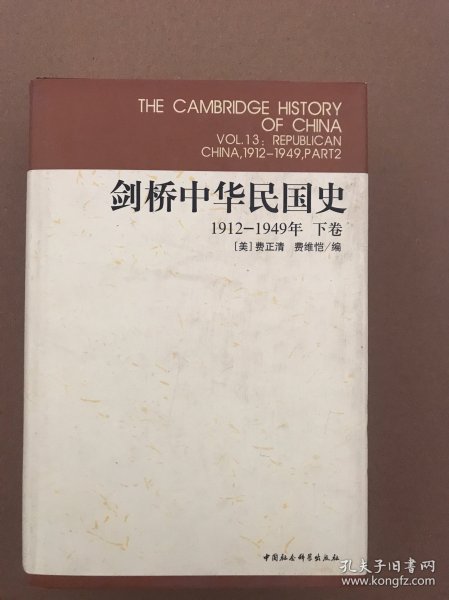 THE CAMBRIDGE HISTORY
OF CHINA
VOL.13: REPUBLICAN
CHINA,1912-1949,PART2
剑桥中华民国史
1912-1949年 下卷
[美]费正清 费维恺/编
中国社会科学出版社
孔夫子旧书网
www.kongfz.com